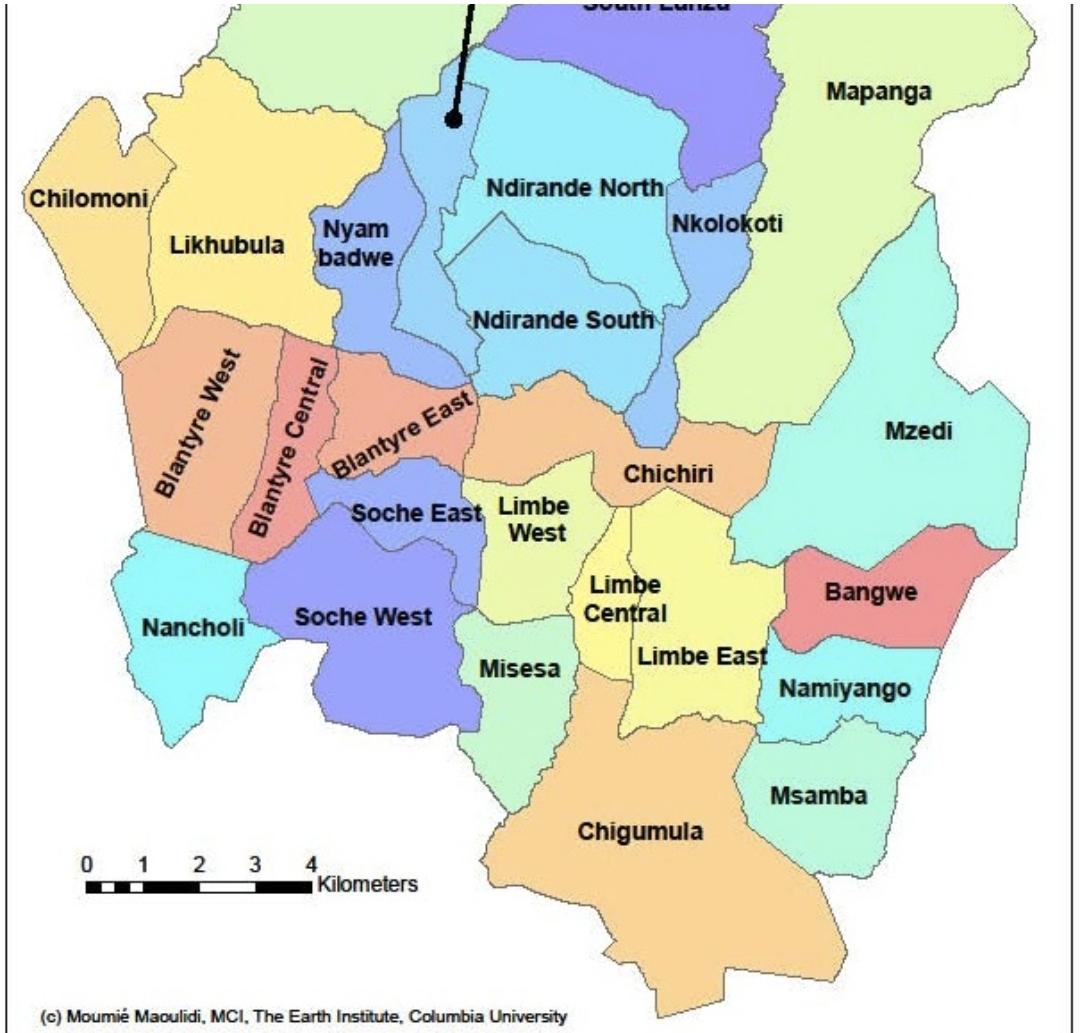 South Lunzu
Mapanga
Ndirande North
Chilomoni
Nkolokoti
Nyam
badwe
Likhubula
Ndirande South
Blantyre West
Blantyre Central
Blantyre East
Mzedi
Chichiri
Limbe
West
Soche East
Limbe
Central
Bangwe
Soche West
Nancholi
Limbe East
Misesa
Namiyango
Msamba
Chigumula
0 1 2 3 4
Kilometers
(c) Moumié Maoulidi, MCI, The Earth Institute, Columbia University